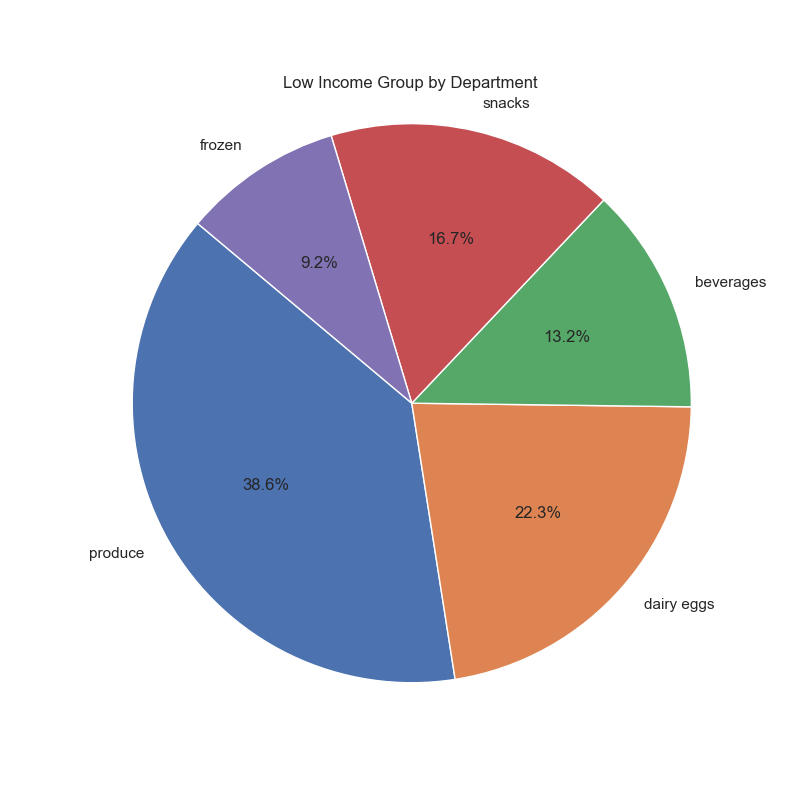 Low Income Group by Department
snacks
frozen
16.7%
9.2%
beverages
13.2%
38.6%
22.3%
produce
dairy eggs